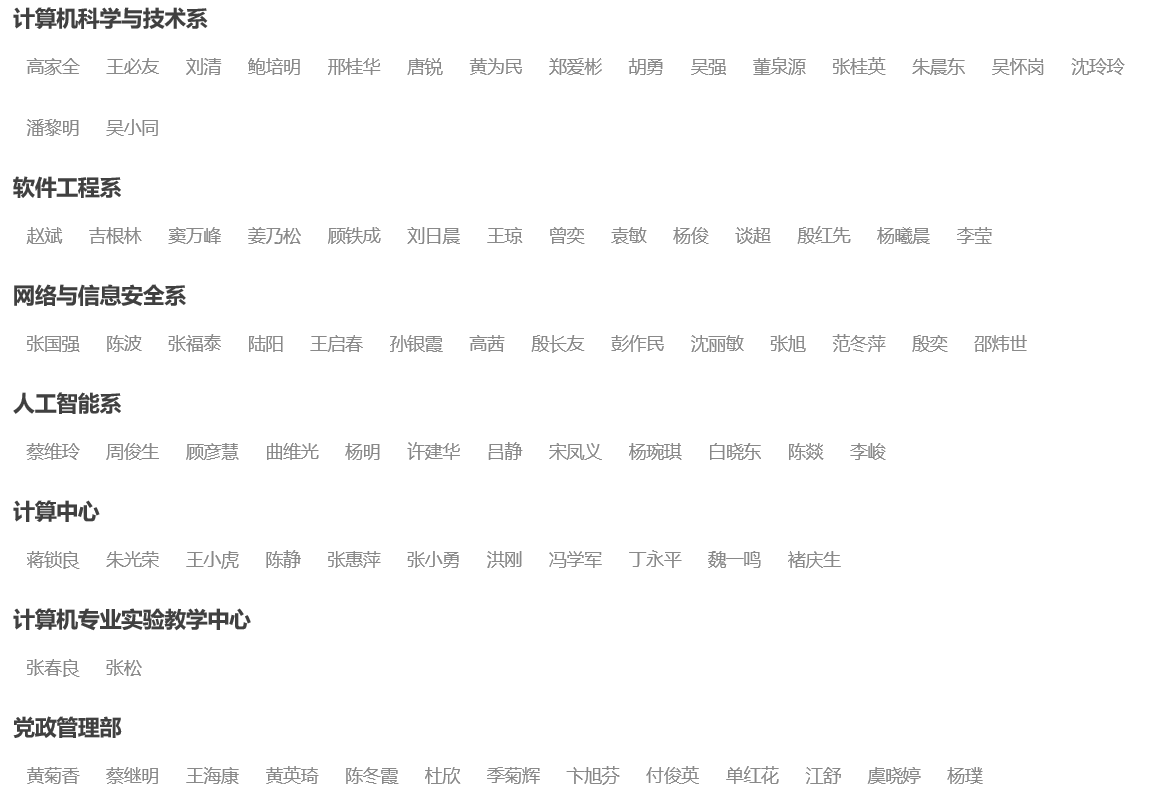 计算机科学与技术系
高家全 王必友 刘清 鲍培明 邢桂华 唐锐 黄为民 郑爱彬 胡勇 吴强 董泉源 张桂英 朱晨东 吴怀岗 沈玲玲
潘黎明 吴小同
软件工程系
赵斌 吉根林 窦万峰 姜乃松 顾铁成 刘日晨 王琼 曾奕 袁敏 杨俊 谈超 殷红先 杨曦晨 李莹
网络与信息安全系
张国强 陈波 张福泰 陆阳 王启春 孙银霞 高茜 殷长友 彭作民 沈丽敏 张旭 范冬萍 殷奕 邵炜世
人工智能系
蔡维玲 周俊生 顾彦慧 曲维光 杨明 许建华 吕静 宋凤义 杨琬琪 白晓东 陈燚 李峻
计算中心
蒋锁良 朱光荣 王小虎 陈静 张惠萍 张小勇 洪刚 冯学军 丁永平 魏一鸣 褚庆生
计算机专业实验教学中心
张春良 张松
党政管理部
黄菊香 蔡继明 王海康 黄英琦 陈冬霞 杜欣 季菊辉 卞旭芬 付俊英 单红花 江舒 虞晓婷 杨璞